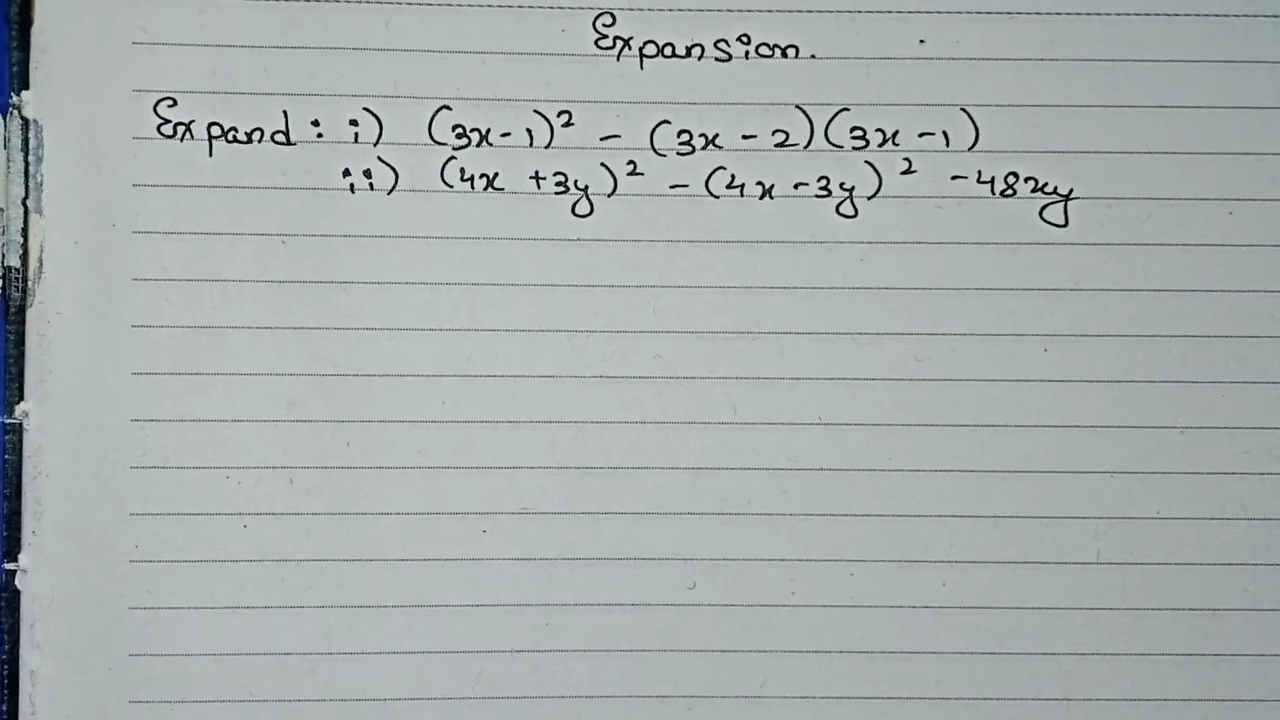 Expansion.
Expand: i) (3x-1)² - (3x-2)(3x-1)
ii) (4x+3y)² - (4x-3y)² -48xy